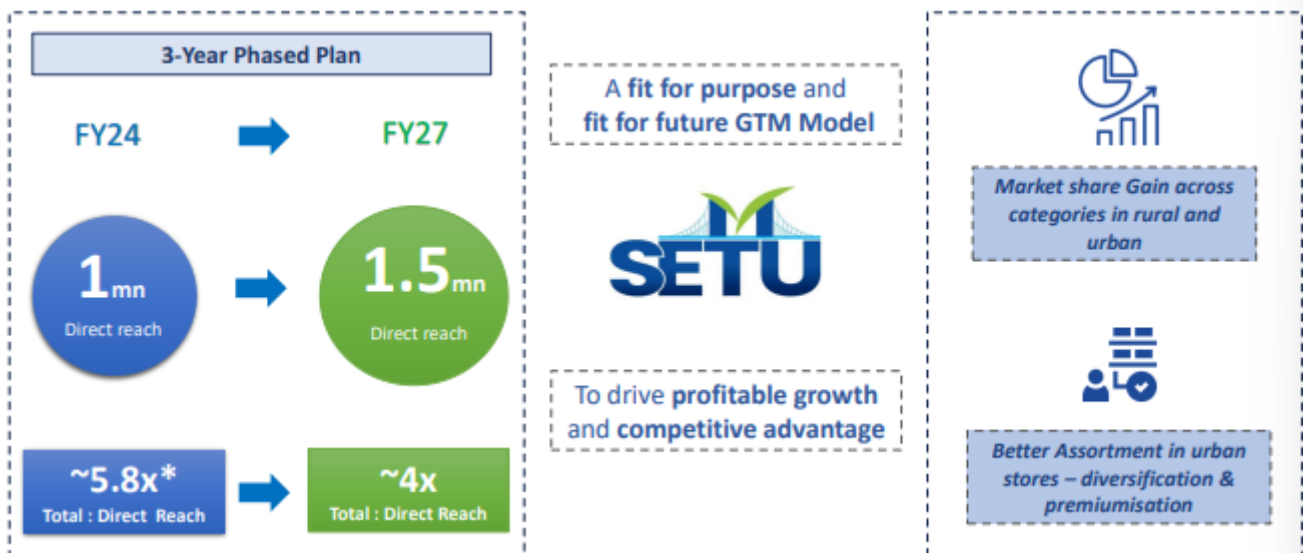 3-Year Phased Plan
FY24
FY27
1mn
Direct reach
1.5mn
Direct reach
~5.8x*
Total : Direct Reach
~4x
Total : Direct Reach
A fit for purpose and
fit for future GTM Model
SETU
To drive profitable growth
and competitive advantage
Market share Gain across
categories in rural and
urban
Better Assortment in urban
stores – diversification &
premiumisation